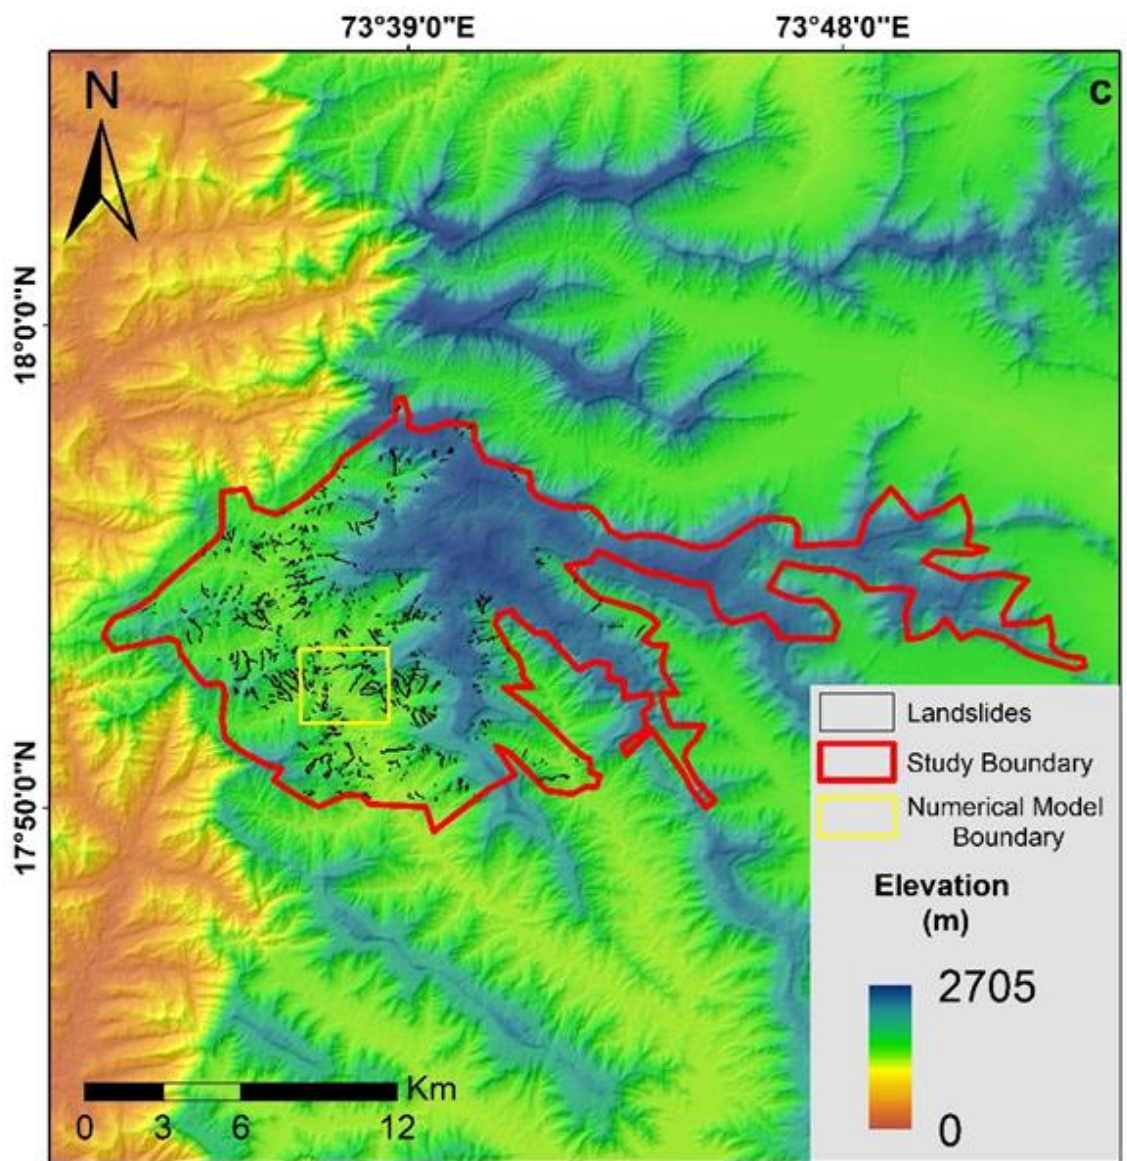 73°39'0"E 73°48'0"E
N
C
18°0'0"N
17°50'0"N
Landslides
Study Boundary
Numerical Model
Boundary
Elevation
(m)
2705
0
Km
0 3 6 12